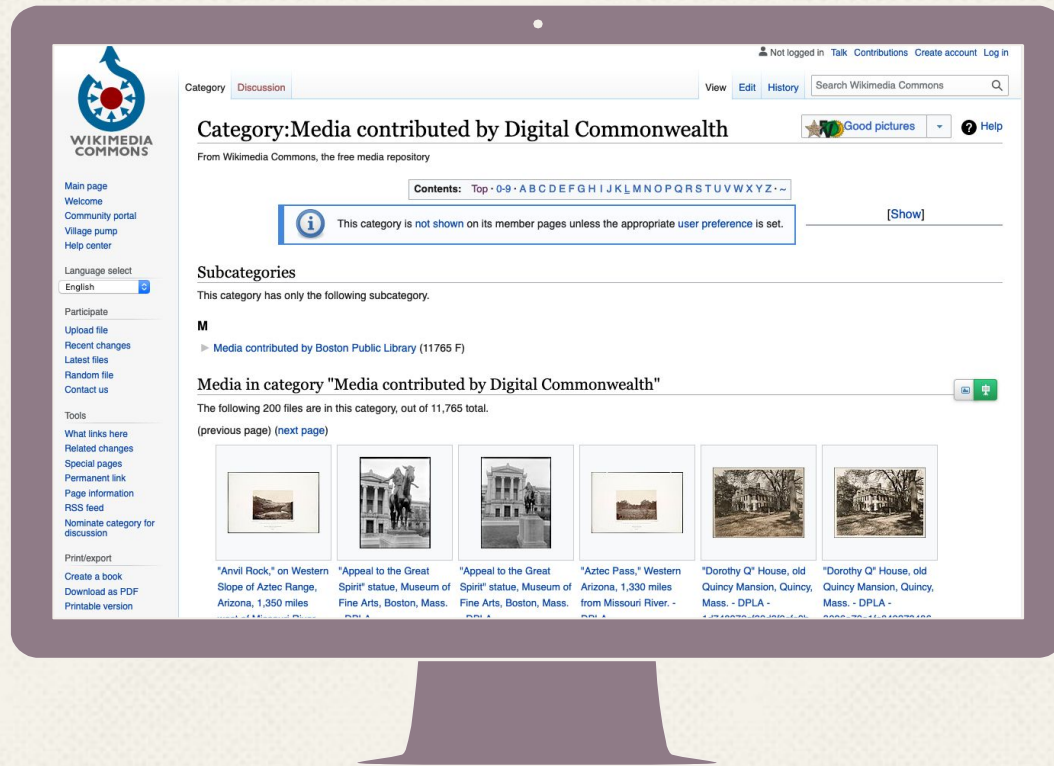 Not logged in Talk Contributions Create account Log in
WIKIMEDIA
COMMONS
Category Discussion
View Edit History Search Wikimedia Commons
Category:Media contributed by Digital Commonwealth
Good pictures
Help
From Wikimedia Commons, the free media repository
Contents: Top · 0-9 · A B C D E F G H I J K L M N O P Q R S T U V W X Y Z · ~
This category is not shown on its member pages unless the appropriate user preference is set.
[Show]
Main page
Welcome
Community portal
Village pump
Help center
Language select
English
Participate
Upload file
Recent changes
Latest files
Random file
Contact us
Tools
What links here
Related changes
Special pages
Permanent link
Page information
RSS feed
Nominate category for
discussion
Print/export
Create a book
Download as PDF
Printable version
Subcategories
This category has only the following subcategory.
M
Media contributed by Boston Public Library (11765 F)
Media in category "Media contributed by Digital Commonwealth"
The following 200 files are in this category, out of 11,765 total.
(previous page) (next page)
"Anvil Rock," on Western
Slope of Aztec Range,
Arizona, 1,350 miles
"Appeal to the Great
Spirit" statue, Museum of
Fine Arts, Boston, Mass.
"Appeal to the Great
Spirit" statue, Museum of
Fine Arts, Boston, Mass.
"Aztec Pass," Western
Arizona, 1,330 miles
from Missouri River. -
"Dorothy Q" House, old
Quincy Mansion, Quincy,
Mass. - DPLA -
"Dorothy Q" House, old
Quincy Mansion, Quincy,
Mass. - DPLA -